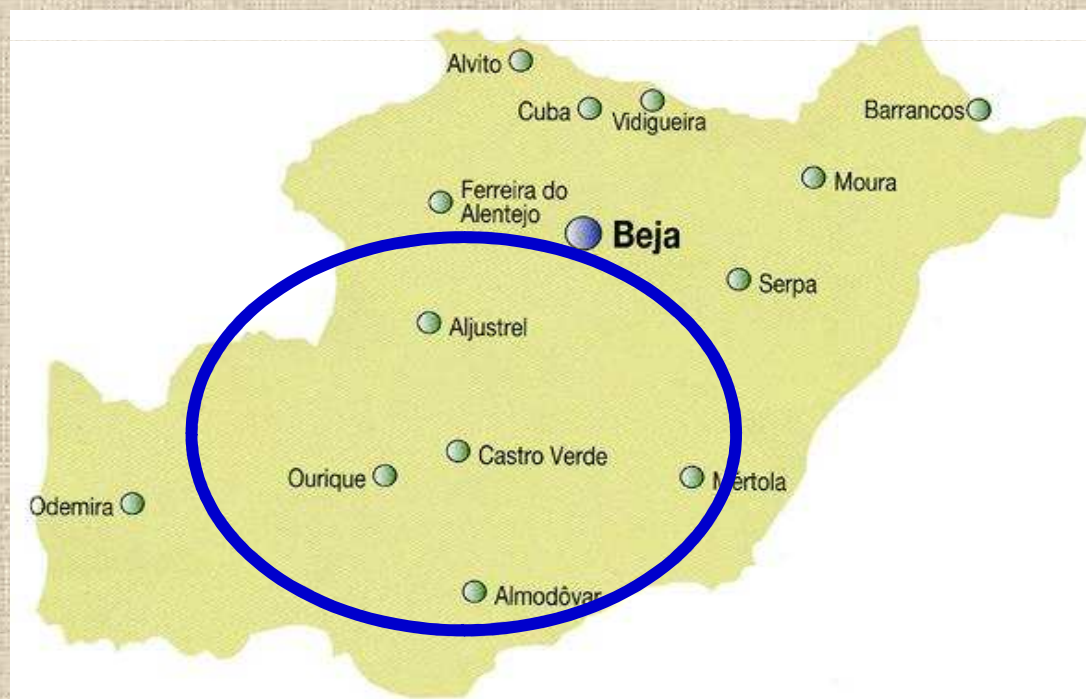 Alvito
Cuba
Vidigueira
Barrancos
Moura
Ferreira do
Alentejo
Beja
Serpa
Aljustrel
Castro Verde
Ourique
Mértola
Odemira
Almodôvar